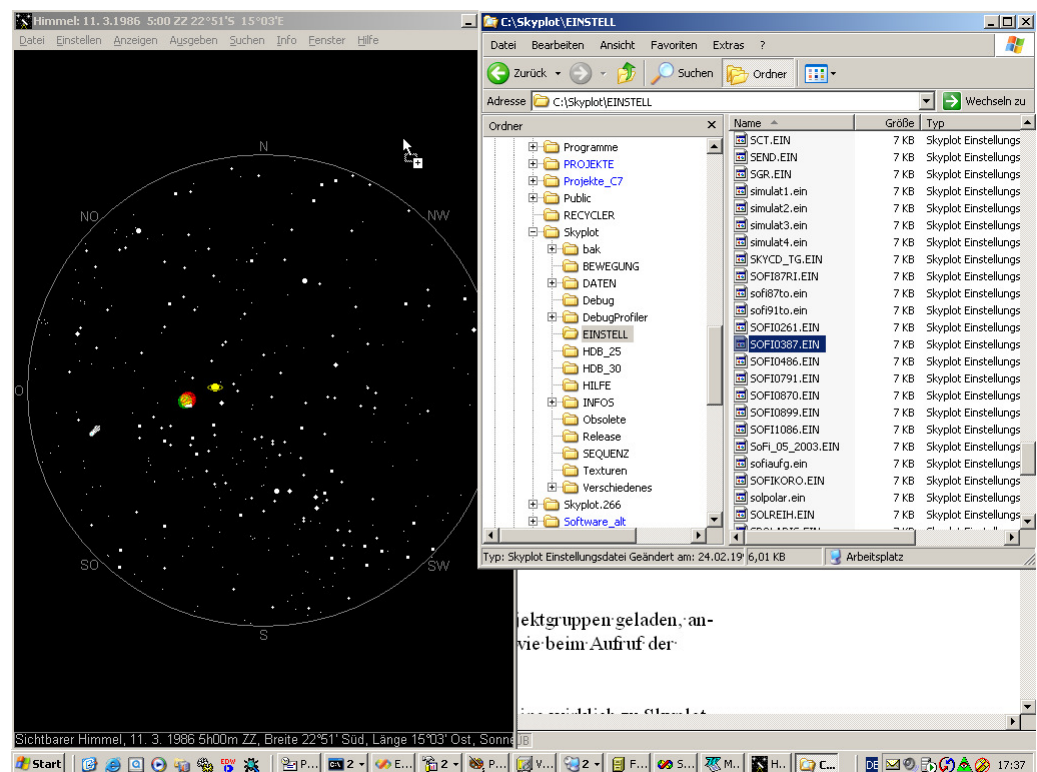 Himmel: 11. 3.1986 5:00 ZZ 22°51'S 15°03'E
Datei Einstellen Anzeigen Ausgeben Suchen Info Fenster Hilfe
N
NO
NW
O
SO
SW
S
Sichtbarer Himmel, 11. 3. 1986 5h00m ZZ, Breite 22°51' Süd, Länge 15°03' Ost, Sonne
C:\Skyplot\EINSTELL
Datei Bearbeiten Ansicht Favoriten Extras ?
Zurück Suchen Ordner
Adresse C:\Skyplot\EINSTELL Wechseln zu
Ordner
Programme
PROJEKTE
Projekte_C7
Public
RECYCLER
Skyplot
bak
BEWEGUNG
DATEN
Debug
DebugProfiler
EINSTELL
HDB_25
HDB_30
HILFE
INFOS
Obsolete
Release
SEQUENZ
Texturen
Verschiedenes
Skyplot.266
Software_alt
Name Größe Typ
SCT.EIN 7 KB Skyplot Einstellungs
SEND.EIN 7 KB Skyplot Einstellungs
SGR.EIN 7 KB Skyplot Einstellungs
simulat1.ein 7 KB Skyplot Einstellungs
simulat2.ein 7 KB Skyplot Einstellungs
simulat3.ein 7 KB Skyplot Einstellungs
simulat4.ein 7 KB Skyplot Einstellungs
SKYCD_TG.EIN 7 KB Skyplot Einstellungs
SOFI87RI.EIN 7 KB Skyplot Einstellungs
sofi87to.ein 7 KB Skyplot Einstellungs
sofi91to.ein 7 KB Skyplot Einstellungs
SOFI0261.EIN 7 KB Skyplot Einstellungs
SOFI0387.EIN 7 KB Skyplot Einstellungs
SOFI0486.EIN 7 KB Skyplot Einstellungs
SOFI0791.EIN 7 KB Skyplot Einstellungs
SOFI0870.EIN 7 KB Skyplot Einstellungs
SOFI0899.EIN 7 KB Skyplot Einstellungs
SOFI1086.EIN 7 KB Skyplot Einstellungs
SoFi_05_2003.EIN 7 KB Skyplot Einstellungs
sofiaufg.ein 7 KB Skyplot Einstellungs
SOFIKORO.EIN 7 KB Skyplot Einstellungs
solpolar.ein 7 KB Skyplot Einstellungs
SOLREIH.EIN 7 KB Skyplot Einstellungs
Typ: Skyplot Einstellungsdatei Geändert am: 24.02.19 6,01 KB Arbeitsplatz
jektgruppen geladen, an-
wie beim Aufruf der
Start P... 2 E... 2 P... V... 2 F... S... M.. H.. C... DE 17:37